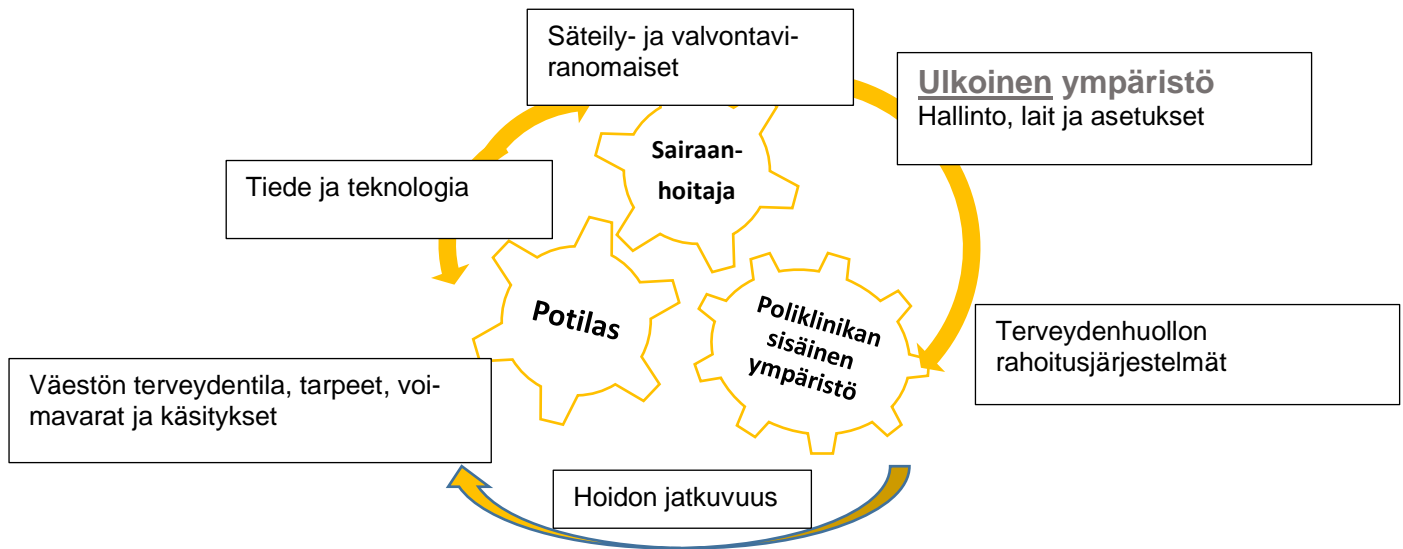 Säteily- ja valvontavi-
ranomaiset
Ulkoinen ympäristö
Hallinto, lait ja asetukset
Sairaan-
hoitaja
Tiede ja teknologia
Potilas
Poliklinikan
sisäinen
ympäristö
Terveydenhuollon
rahoitusjärjestelmät
Väestön terveydentila, tarpeet, voi-
mavarat ja käsitykset
Hoidon jatkuvuus